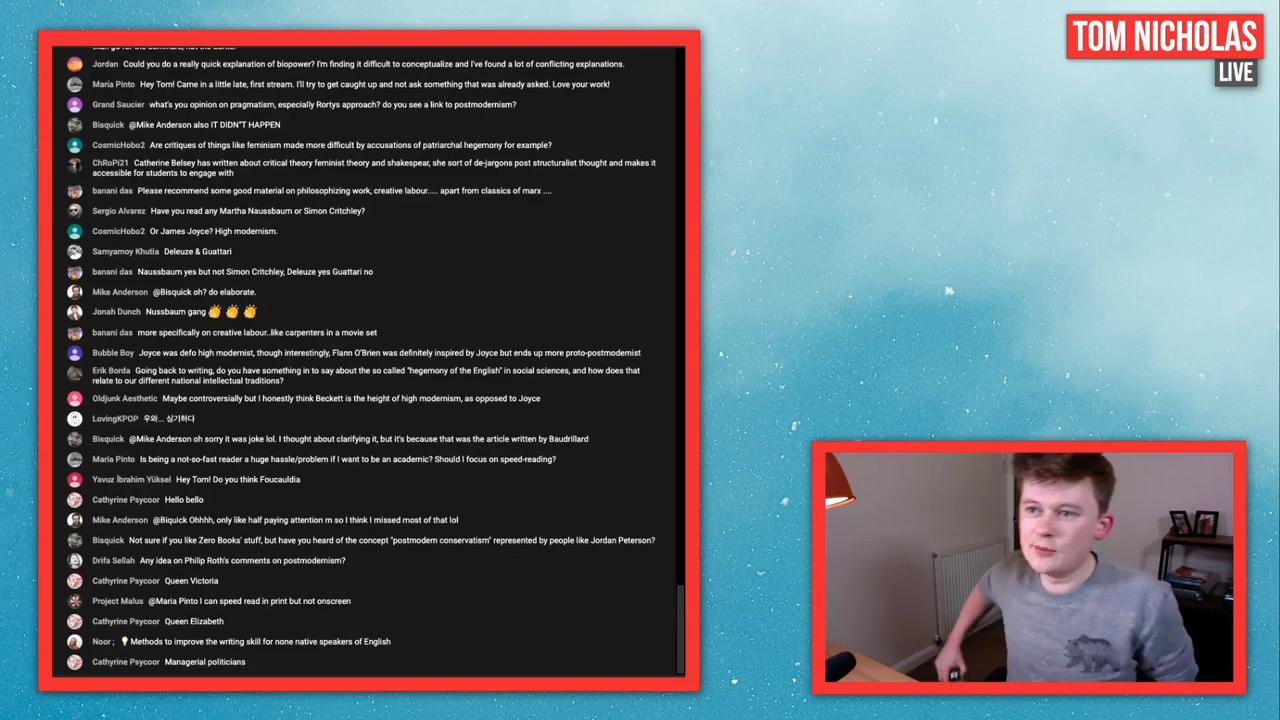 TOM NICHOLAS
LIVE
Jordan Could you do a really quick explanation of biopower? I'm finding it difficult to conceptualize and I've found a lot of conflicting explanations.
Maria Pinto Hey Tom! Came in a little late, first stream. I'll try to get caught up and not ask something that was already asked. Love your work!
Grand Saucier what's you opinion on pragmatism, especially Rortys approach? do you see a link to postmodernism?
Bisquick @Mike Anderson also IT DIDN"T HAPPEN
CosmicHobo2 Are critiques of things like feminism made more difficult by accusations of patriarchal hegemony for example?
ChRoPi21 Catherine Belsey has written about critical theory feminist theory and shakespear, she sort of de-jargons post structuralist thought and makes it
accessible for students to engage with
banani das Please recommend some good material on philosophizing work, creative labour..... apart from classics of marx ....
Sergio Alvarez Have you read any Martha Naussbaum or Simon Critchley?
CosmicHobo2 Or James Joyce? High modernism.
Samyamoy Khutia Deleuze & Guattari
banani das Naussbaum yes but not Simon Critchley, Deleuze yes Guattari no
Mike Anderson @Bisquick oh? do elaborate.
Jonah Dunch Nussbaum gang 👏 👏 👏
banani das more specifically on creative labour..like carpenters in a movie set
Bubble Boy Joyce was defo high modernist, though interestingly, Flann O'Brien was definitely inspired by Joyce but ends up more proto-postmodernist
Erik Borda Going back to writing, do you have something in to say about the so called "hegemony of the English" in social sciences, and how does that
relate to our different national intellectual traditions?
Oldjunk Aesthetic Maybe controversially but I honestly think Beckett is the height of high modernism, as opposed to Joyce
LovingKPOP 우와... 싱기하다
Bisquick @Mike Anderson oh sorry it was joke lol. I thought about clarifying it, but it's because that was the article written by Baudrillard
Maria Pinto Is being a not-so-fast reader a huge hassle/problem if I want to be an academic? Should I focus on speed-reading?
Yavuz İbrahim Yüksel Hey Tom! Do you think Foucauldia
Cathyrine Psycoor Hello bello
Mike Anderson @Biquick Ohhhh, only like half paying attention rn so I think I missed most of that lol
Bisquick Not sure if you like Zero Books' stuff, but have you heard of the concept "postmodern conservatism" represented by people like Jordan Peterson?
Drifa Sellah Any idea on Philip Roth's comments on postmodernism?
Cathyrine Psycoor Queen Victoria
Project Malus @Maria Pinto I can speed read in print but not onscreen
Cathyrine Psycoor Queen Elizabeth
Noor ; 💡Methods to improve the writing skill for none native speakers of English
Cathyrine Psycoor Managerial politicians